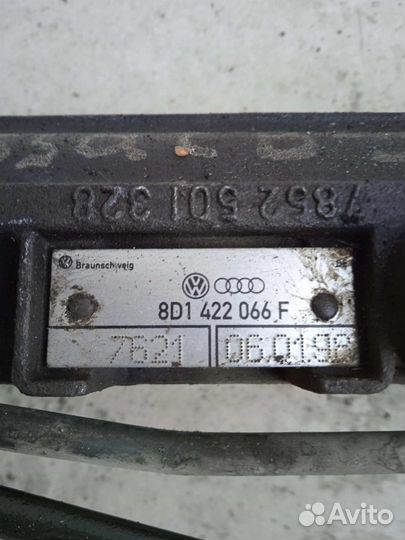 7852 501 328
Braunschweig
8D1 422 066 F
7621 060198
Avito